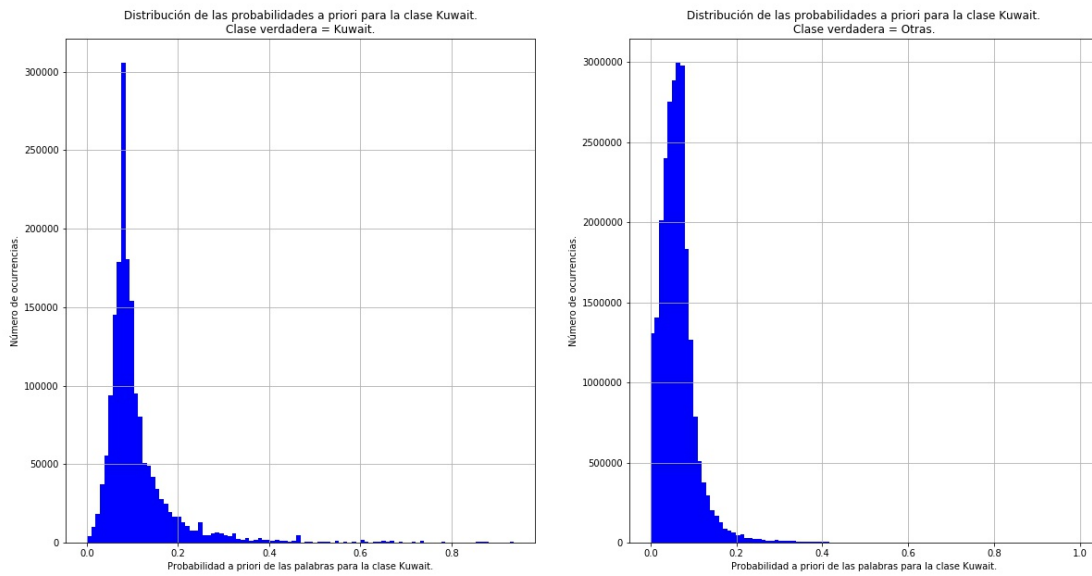 Distribución de las probabilidades a priori para la clase Kuwait.
Clase verdadera = Kuwait.
300000
250000
200000
150000
100000
50000
0
Número de ocurrencias.
0.0 0.2 0.4 0.6 0.8
Probabilidad a priori de las palabras para la clase Kuwait.
Distribución de las probabilidades a priori para la clase Kuwait.
Clase verdadera = Otras.
3000000
2500000
2000000
1500000
1000000
500000
0
Número de ocurrencias.
0.0 0.2 0.4 0.6 0.8 1.0
Probabilidad a priori de las palabras para la clase Kuwait.